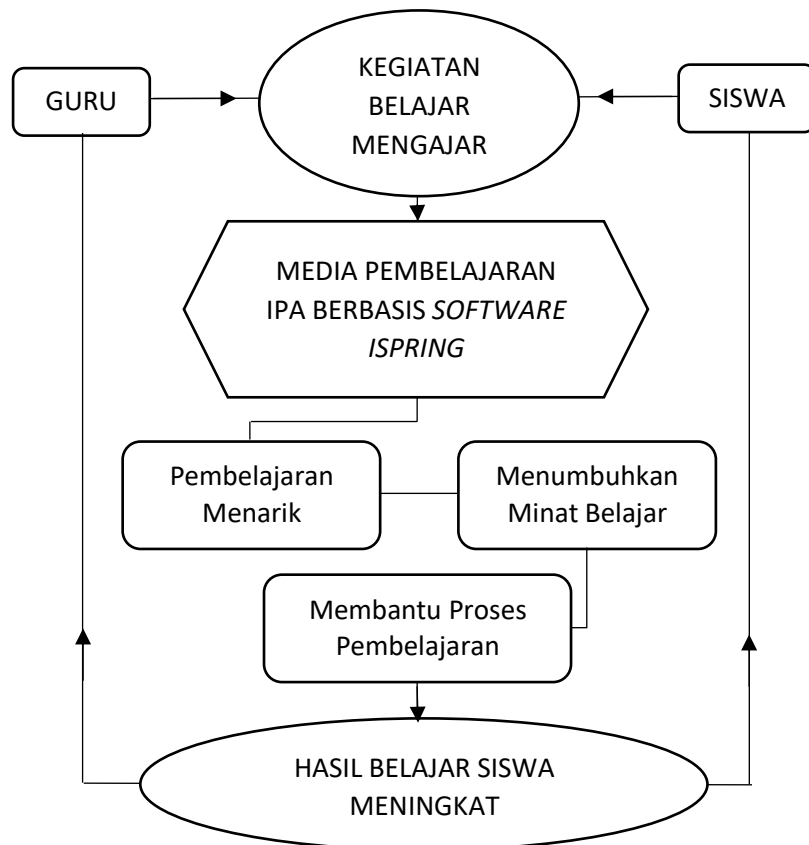 KEGIATAN
BELAJAR
MENGAJAR
GURU
SISWA
MEDIA PEMBELAJARAN
IPA BERBASIS SOFTWARE
ISPRING
Pembelajaran
Menarik
Menumbuhkan
Minat Belajar
Membantu Proses
Pembelajaran
HASIL BELAJAR SISWA
MENINGKAT